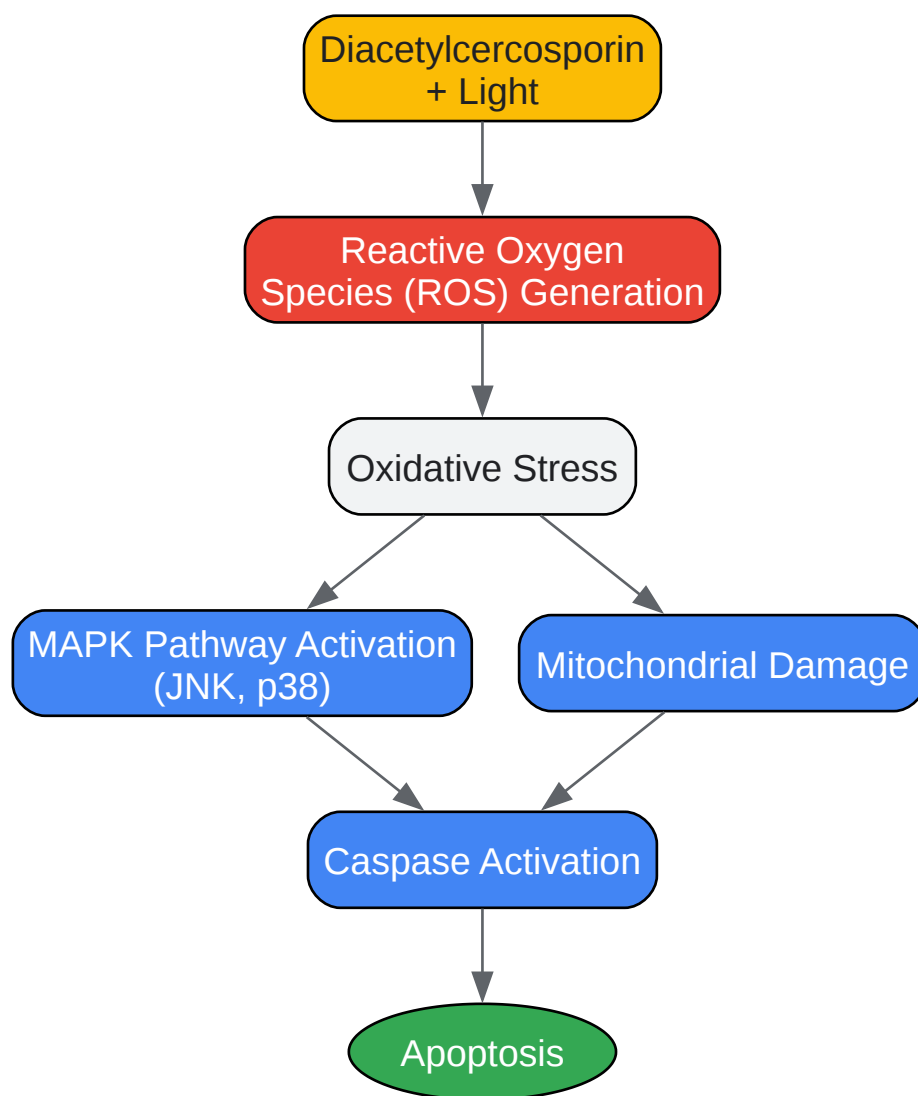 Diacetylcercosporin
+ Light
Reactive Oxygen
Species (ROS) Generation
Oxidative Stress
MAPK Pathway Activation
(JNK, p38)
Mitochondrial Damage
Caspase Activation
Apoptosis